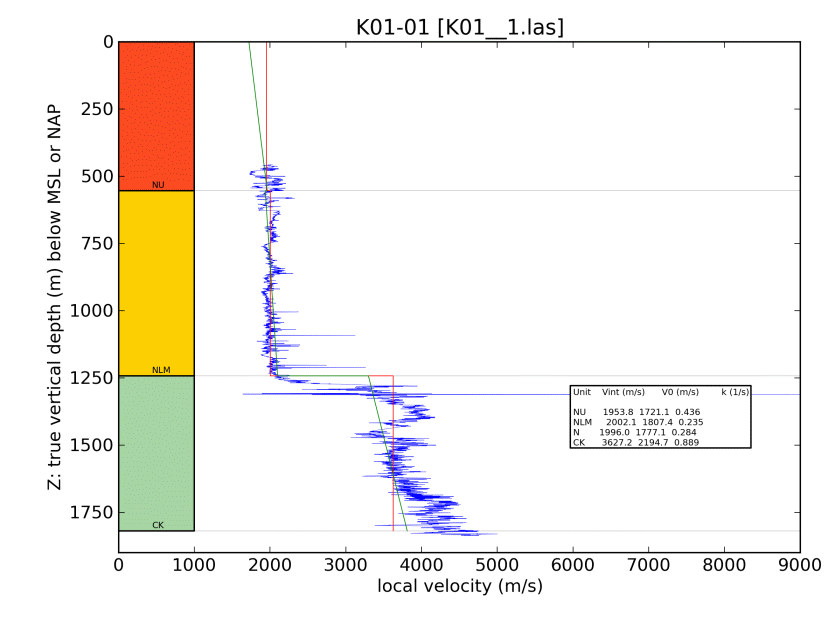 K01-01 [K01__1.las]
Z: true vertical depth (m) below MSL or NAP
0
250
500
750
1000
1250
1500
1750
NU
NLM
CK
Unit Vint (m/s) V0 (m/s) k (1/s)
NU 1953.8 1721.1 0.436
NLM 2002.1 1807.4 0.235
N 1996.0 1777.1 0.284
CK 3627.2 2194.7 0.889
0 1000 2000 3000 4000 5000 6000 7000 8000 9000
local velocity (m/s)